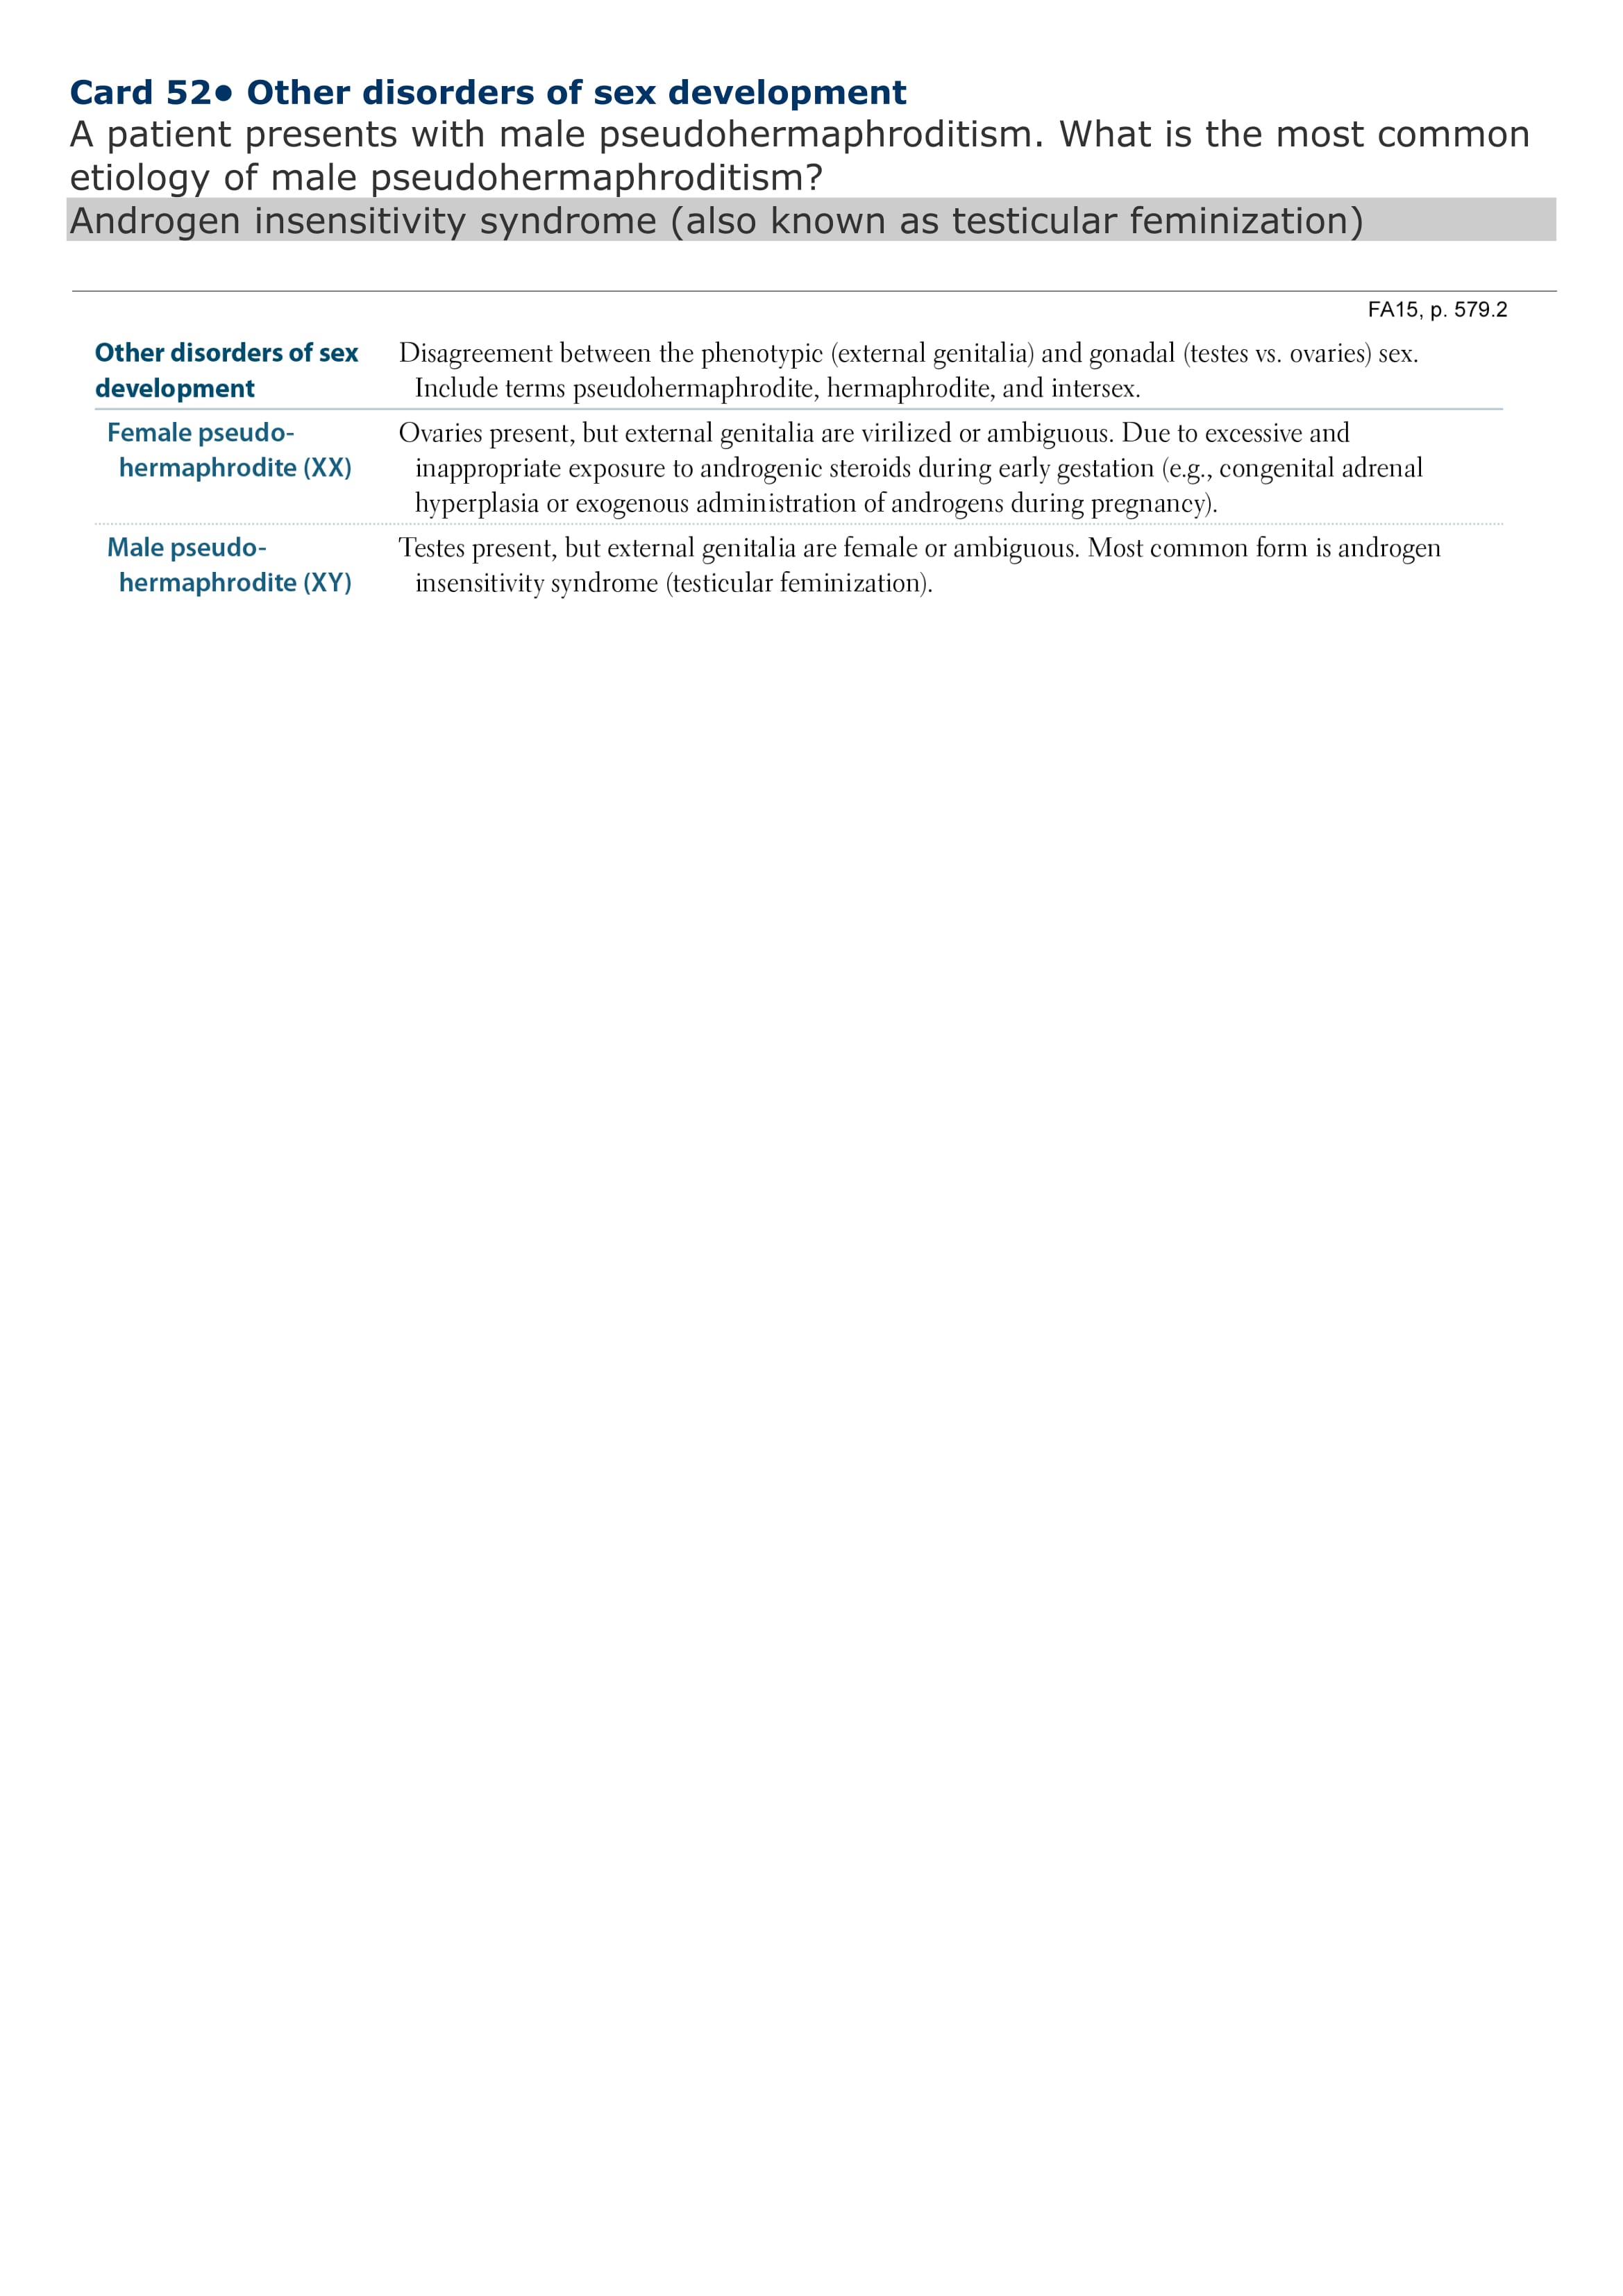 Card 52● Other disorders of sex development
A patient presents with male pseudohermaphroditism. What is the most common
etiology of male pseudohermaphroditism?
Androgen insensitivity syndrome (also known as testicular feminization)
FA15, p. 579.2
Other disorders of sex
development
Disagreement between the phenotypic (external genitalia) and gonadal (testes vs. ovaries) sex.
Include terms pseudohermaphrodite, hermaphrodite, and intersex.
Female pseudo-
hermaphrodite (XX)
Ovaries present, but external genitalia are virilized or ambiguous. Due to excessive and
inappropriate exposure to androgenic steroids during early gestation (e.g., congenital adrenal
hyperplasia or exogenous administration of androgens during pregnancy).
Male pseudo-
hermaphrodite (XY)
Testes present, but external genitalia are female or ambiguous. Most common form is androgen
insensitivity syndrome (testicular feminization).